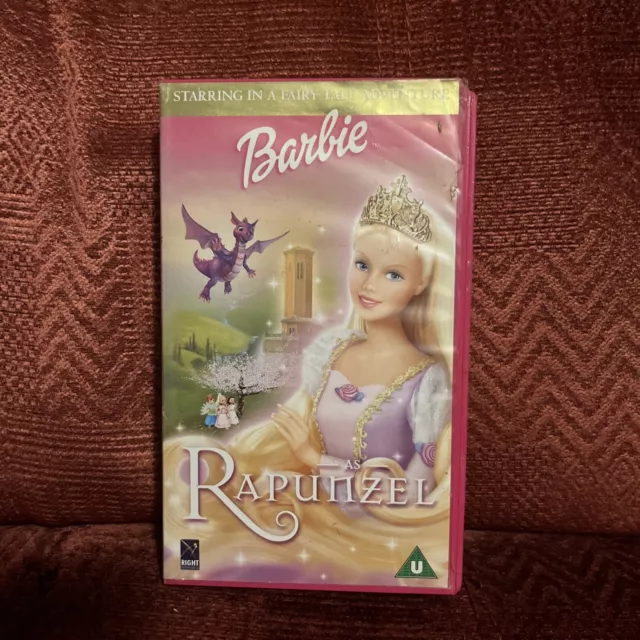 STARRING IN A FAIRY TALE ADVENTURE
Barbie
AS
RAPUNZEL
RIGHT
U